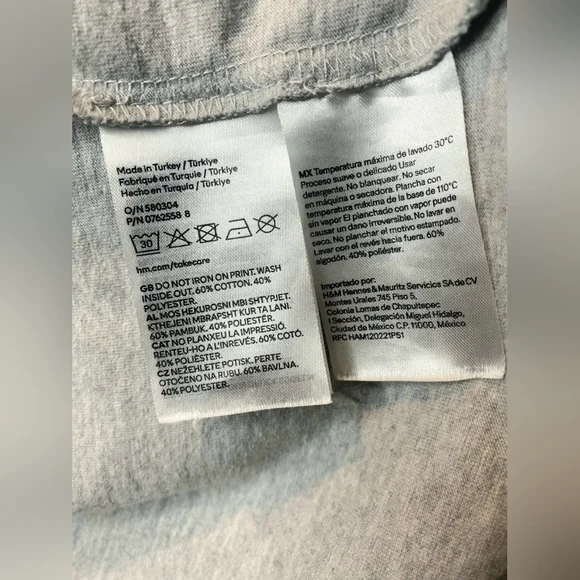 Made in Turkey / Türkiye
Fabriqué en Turquie / Türkiye
Hecho en Turquía / Türkiye
O/N 580304
P/N 0762558 8
30
hm.com/takecare
GB DO NOT IRON ON PRINT. WASH
INSIDE OUT. 60% COTTON. 40%
POLYESTER.
AL MOS HEKUROSNI MBI SHTYPJET.
KTHEJENI MBRAPSHT KUR TA LANI.
60% PAMBUK. 40% POLIESTËR.
CAT NO PLANXEU LA IMPRESSIÓ.
RENTEU-HO A L'INREVÉS. 60% COTÓ.
40% POLIÈSTER.
CZ NEŽEHLETE POTISK. PERTE
OTOČENO NA RUBU. 60% BAVLNA.
40% POLYESTER.
MX Temperatura máxima de lavado 30°C
Proceso suave o delicado Usar
detergente. No blanquear. No secar
en máquina o secadora. Plancha con
temperatura máxima de la base de 110°C
sin vapor El planchado con vapor puede
causar un dano irreversible. No lavar en
seco. No planchar el motivo estampado.
Lavar con el revés hacia fuera. 60%
algodón. 40% poliéster.
Importado por:
H&M Hennes & Mauritz Servicios SA de CV
Montes Urales 745 Piso 5,
Colonia Lomas de Chapultepec
I Sección, Delegación Miguel Hidalgo,
Ciudad de México C.P. 11000, México
RFC HAM120221P51